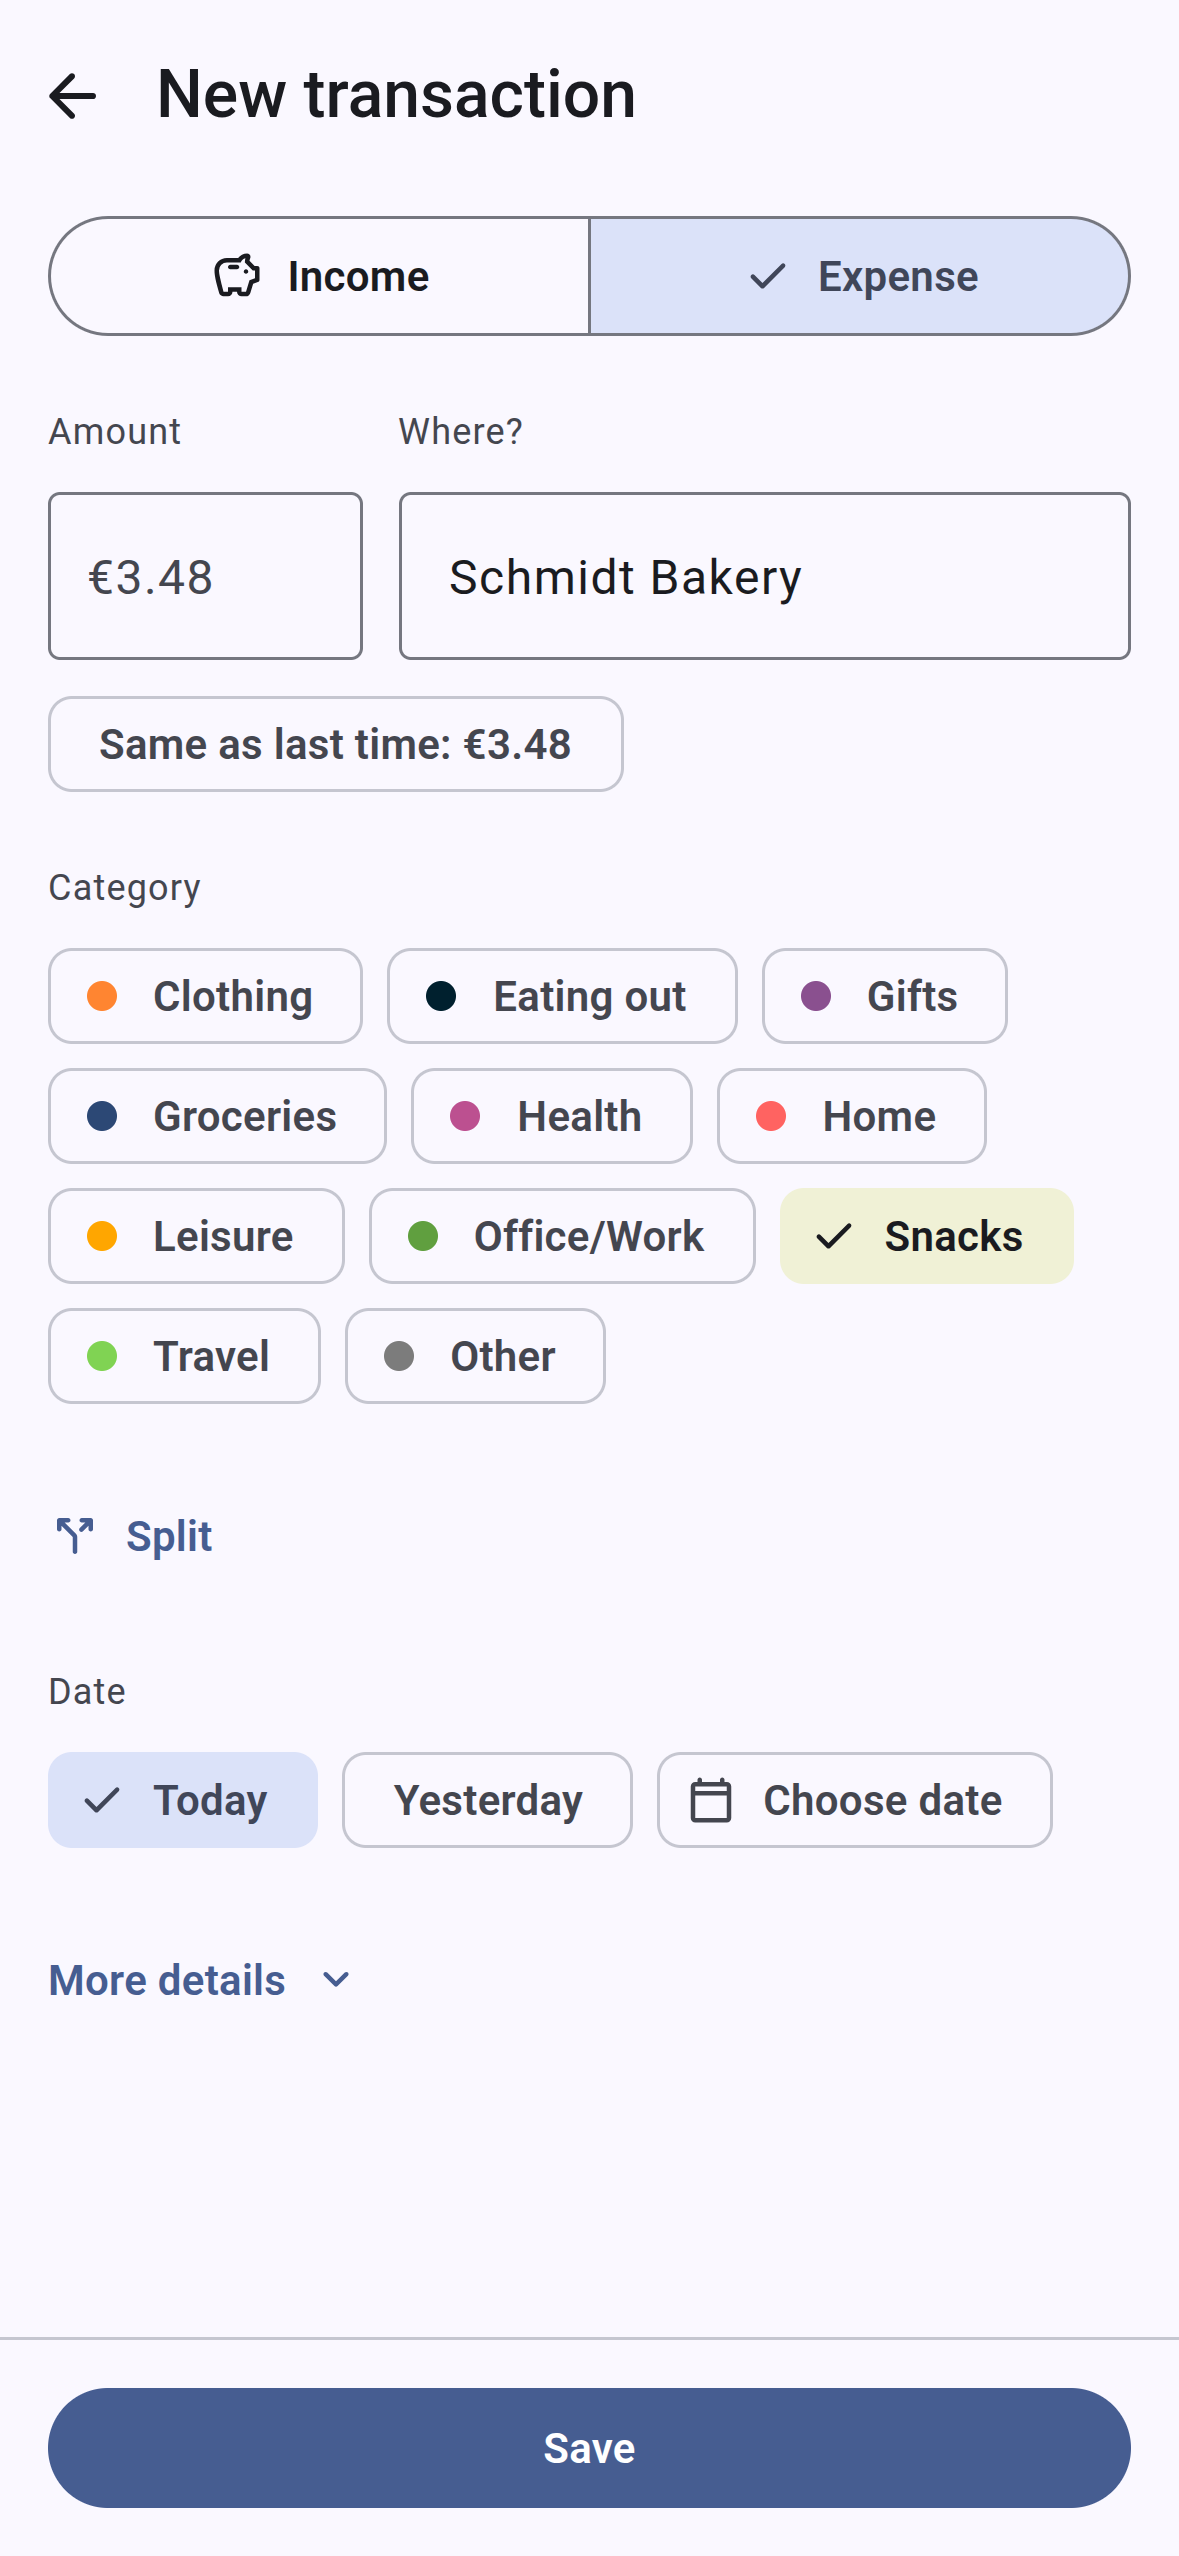 New transaction
Income Expense
Amount Where?
€3.48 Schmidt Bakery
Same as last time: €3.48
Category
Clothing Eating out Gifts
Groceries Health Home
Leisure Office/Work Snacks
Travel Other
Split
Date
Today Yesterday Choose date
More details
Save